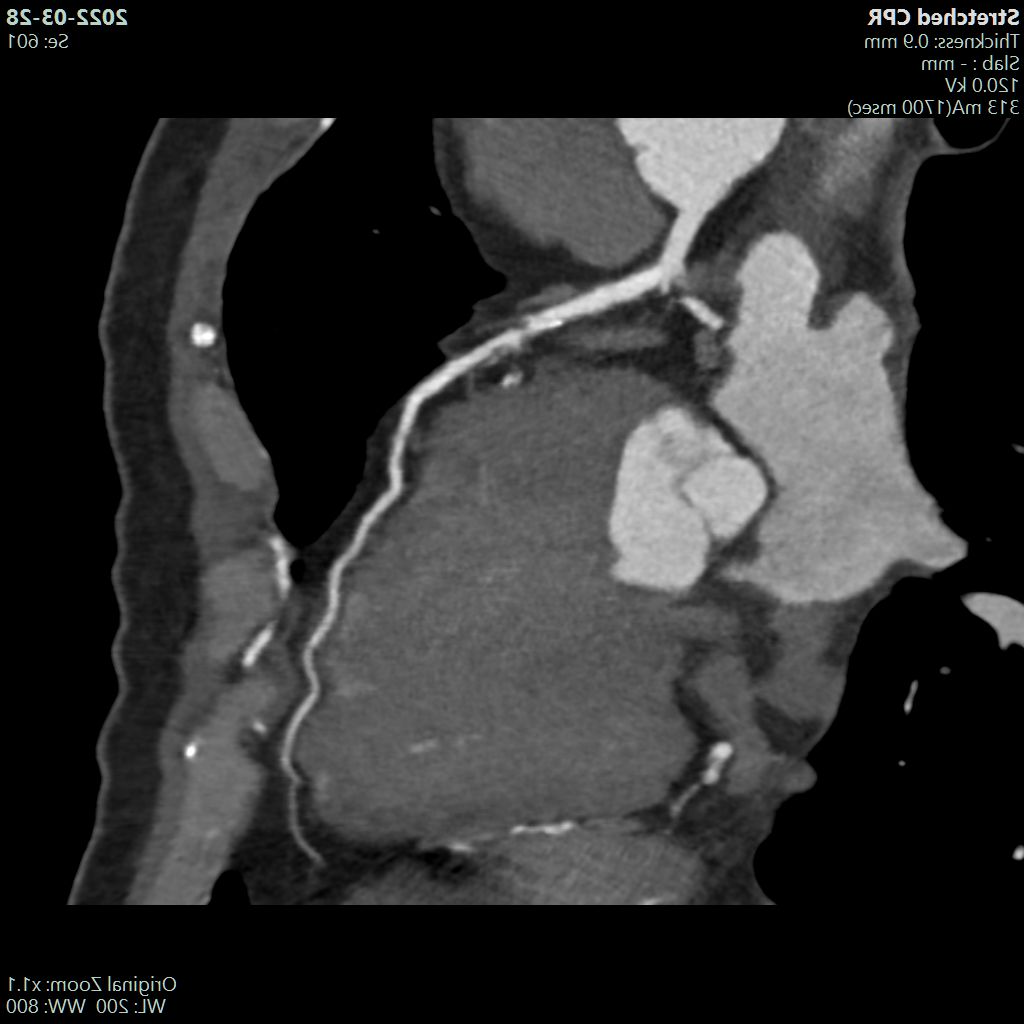 Stretched CPR
Thickness: 0.9 mm
Slab : - mm
120.0 kV
313 mA(1700 msec)
2022-03-28
Se: 601
Original Zoom: x1.1
WL: 200 WW: 800